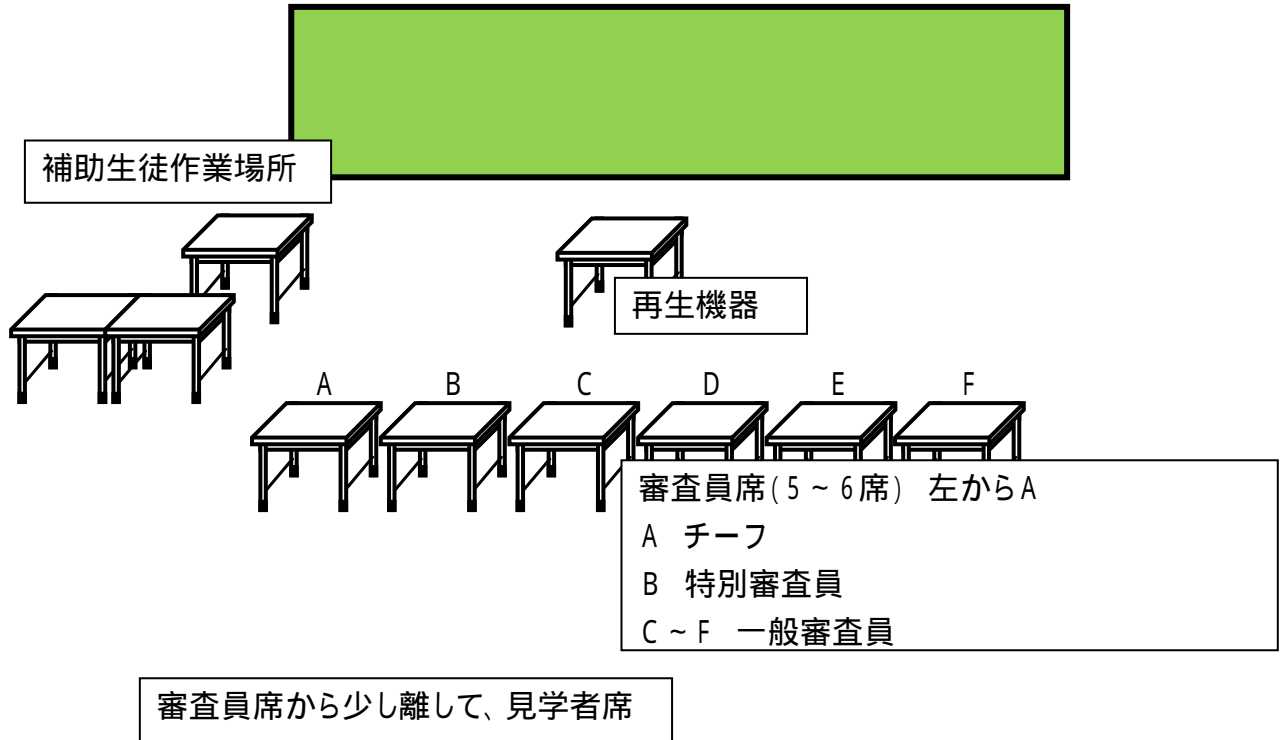 補助生徒作業場所
再生機器
A B C D E F
審査員席(5~6席) 左からA
A チーフ
B 特別審査員
C~F 一般審査員
審査員席から少し離して、見学者席